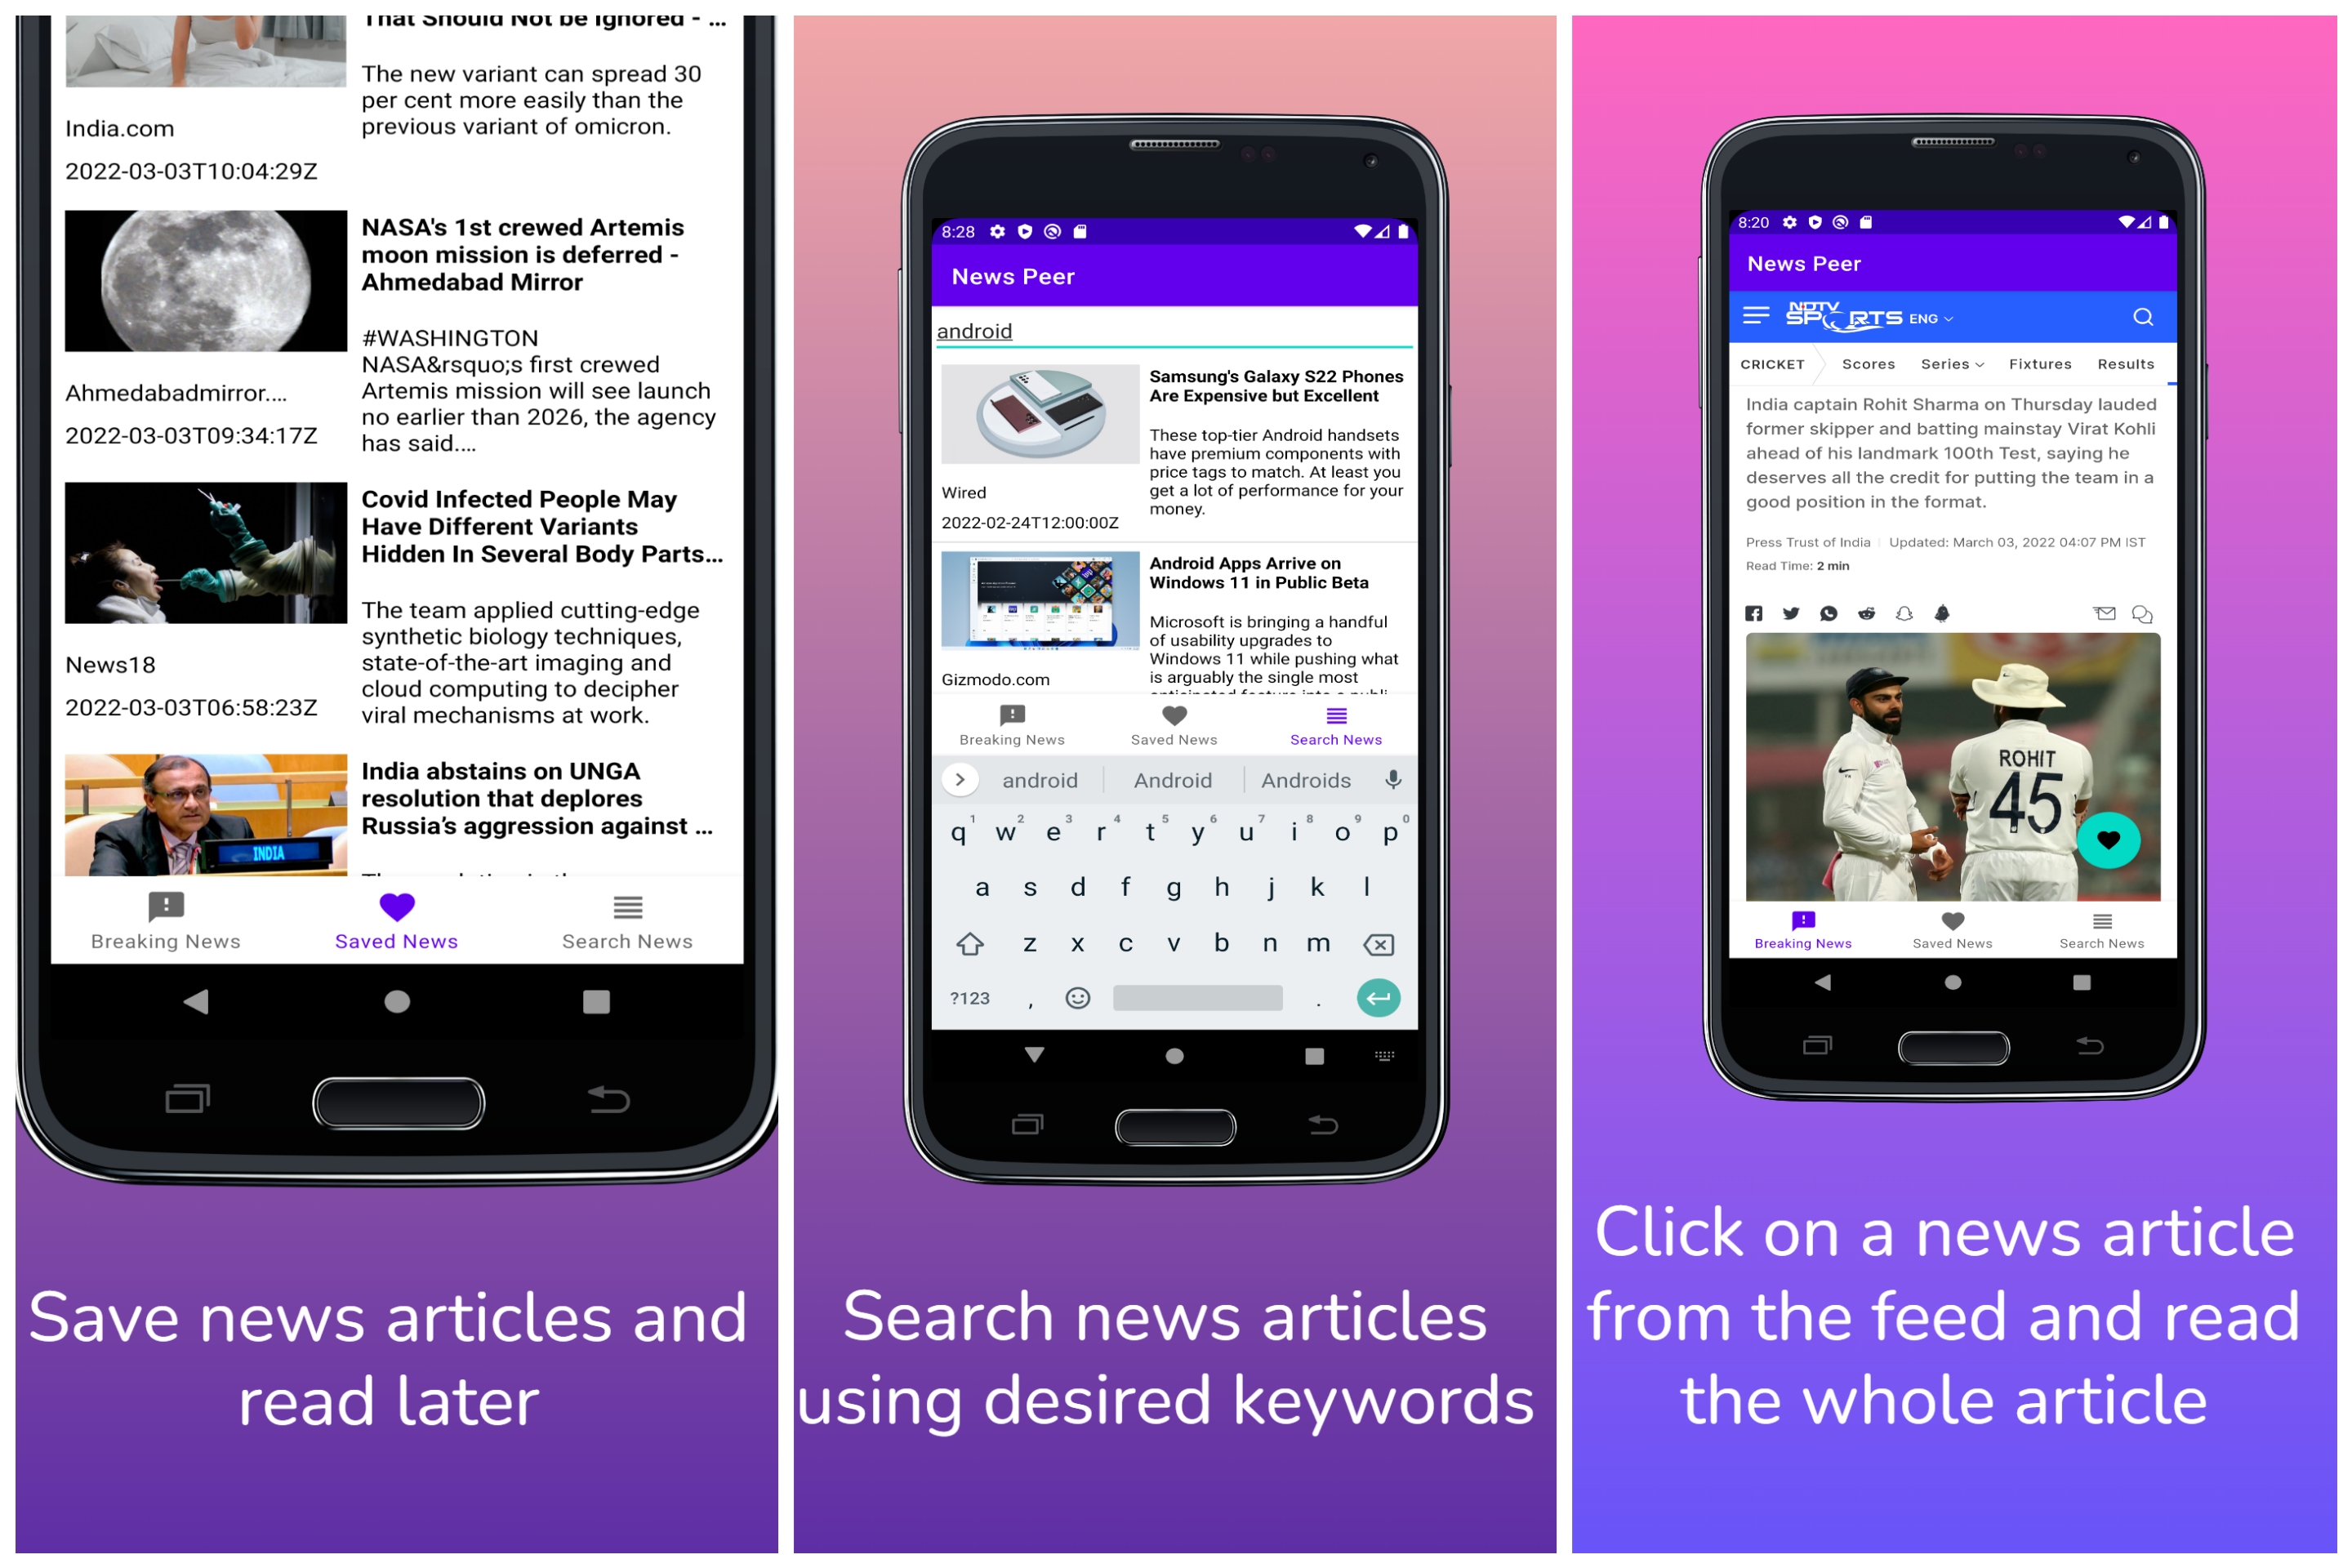 That Should Not be Ignored - ...
The new variant can spread 30
per cent more easily than the
previous variant of omicron.
India.com
2022-03-03T10:04:29Z
NASA's 1st crewed Artemis
moon mission is deferred -
Ahmedabad Mirror
#WASHINGTON
NASA&rsquo;s first crewed
Artemis mission will see launch
no earlier than 2026, the agency
has said....
Ahmedabadmirror....
2022-03-03T09:34:17Z
Covid Infected People May
Have Different Variants
Hidden In Several Body Parts...
The team applied cutting-edge
synthetic biology techniques,
state-of-the-art imaging and
cloud computing to decipher
viral mechanisms at work.
News18
2022-03-03T06:58:23Z
India abstains on UNGA
resolution that deplores
Russia's aggression against ...
INDIA
Breaking News
Saved News
Search News
Save news articles and
read later
8:28
News Peer
android
Samsung's Galaxy S22 Phones
Are Expensive but Excellent
These top-tier Android handsets
have premium components with
price tags to match. At least you
get a lot of performance for your
money.
Wired
2022-02-24T12:00:00Z
Android Apps Arrive on
Windows 11 in Public Beta
Microsoft is bringing a handful
of usability upgrades to
Windows 11 while pushing what
is arguably the single most
Gizmodo.com
Breaking News
Saved News
Search News
android Android Androids
q1 w2 e3 r4 t5 y6 u7 i8 o9 p0
a s d f g h j k l
z x c v b n m
?123 , .
Search news articles
using desired keywords
8:20
News Peer
NDTV
SPORTS ENG
CRICKET Scores Series Fixtures Results
India captain Rohit Sharma on Thursday lauded
former skipper and batting mainstay Virat Kohli
ahead of his landmark 100th Test, saying he
deserves all the credit for putting the team in a
good position in the format.
Press Trust of India | Updated: March 03, 2022 04:07 PM IST
Read Time: 2 min
ROHIT
45
Breaking News
Saved News
Search News
Click on a news article
from the feed and read
the whole article